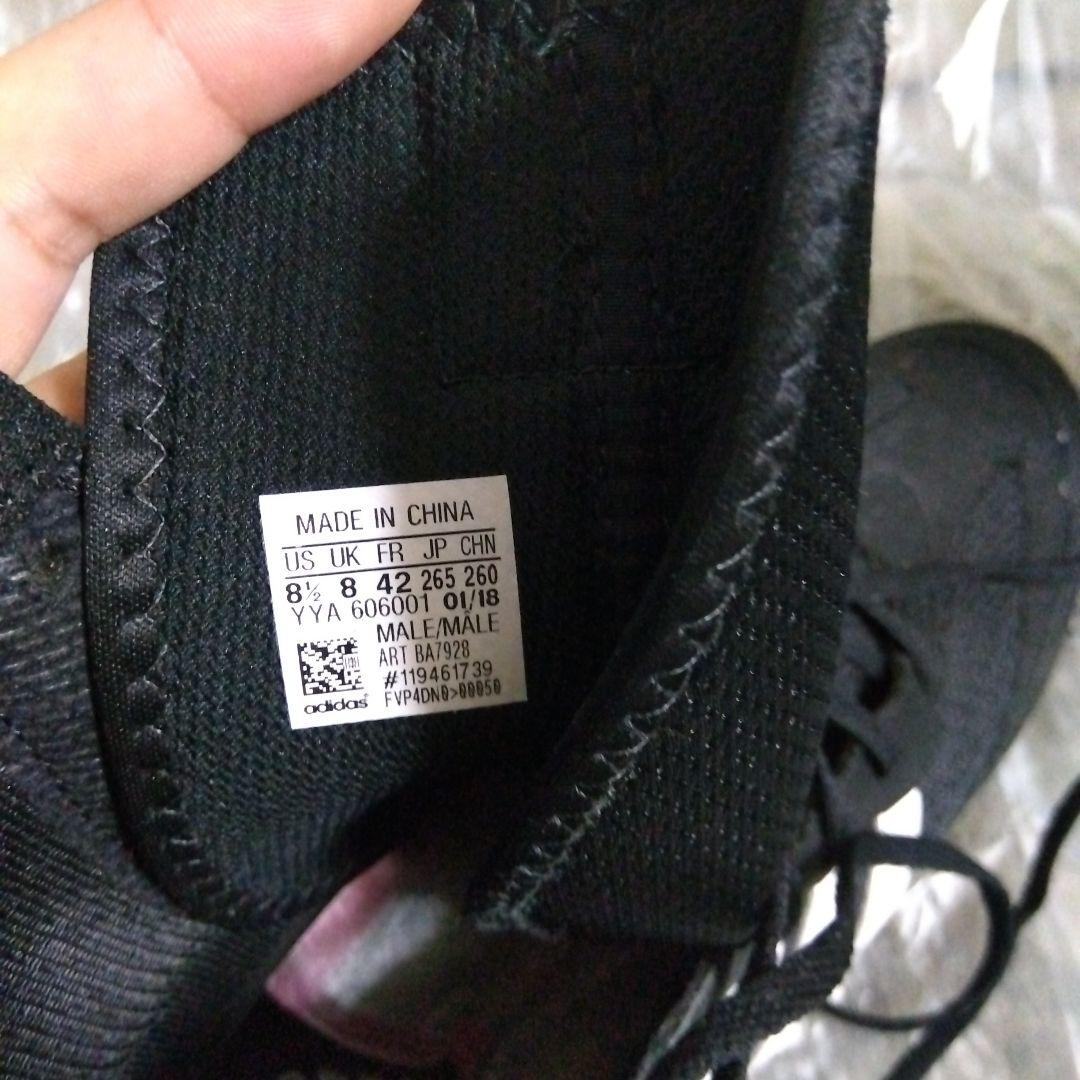 MADE IN CHINA
US UK FR JP CHN
8½ 8 42 265 260
YYA 606001 01/18
MALE/MÂLE
ART BA7928
#119461739
FVP4DN0>00050
adidas